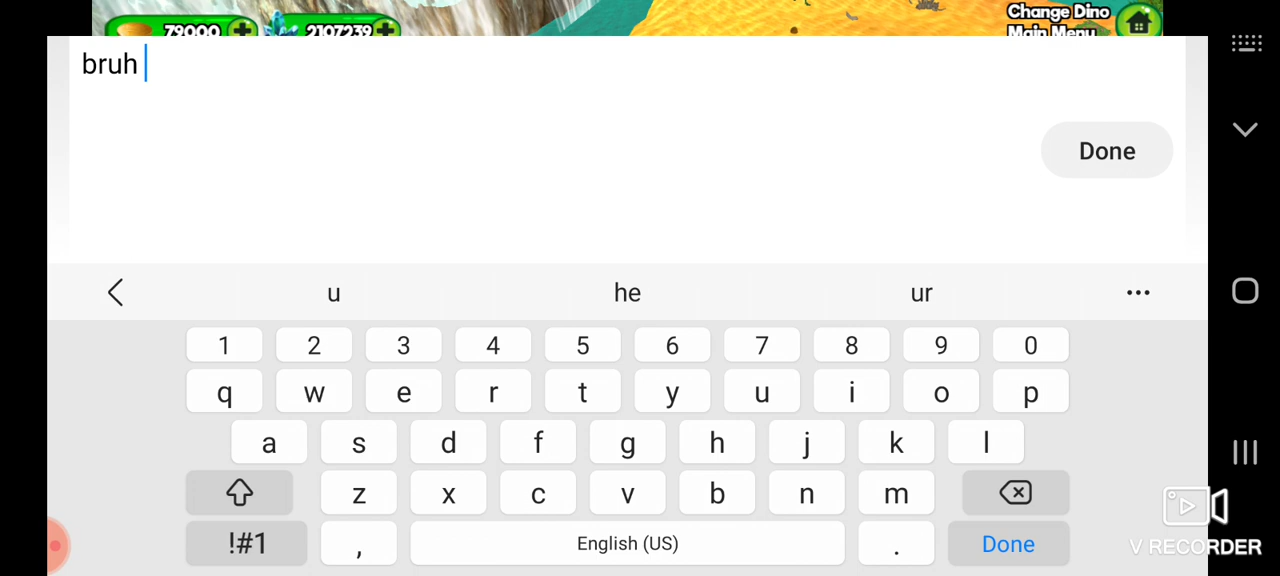 79000 2107239 Change Dino
Main Menu
bruh
Done
u he ur
1 2 3 4 5 6 7 8 9 0
q w e r t y u i o p
a s d f g h j k l
z x c v b n m
!#1 , English (US) . Done
V RECORDER